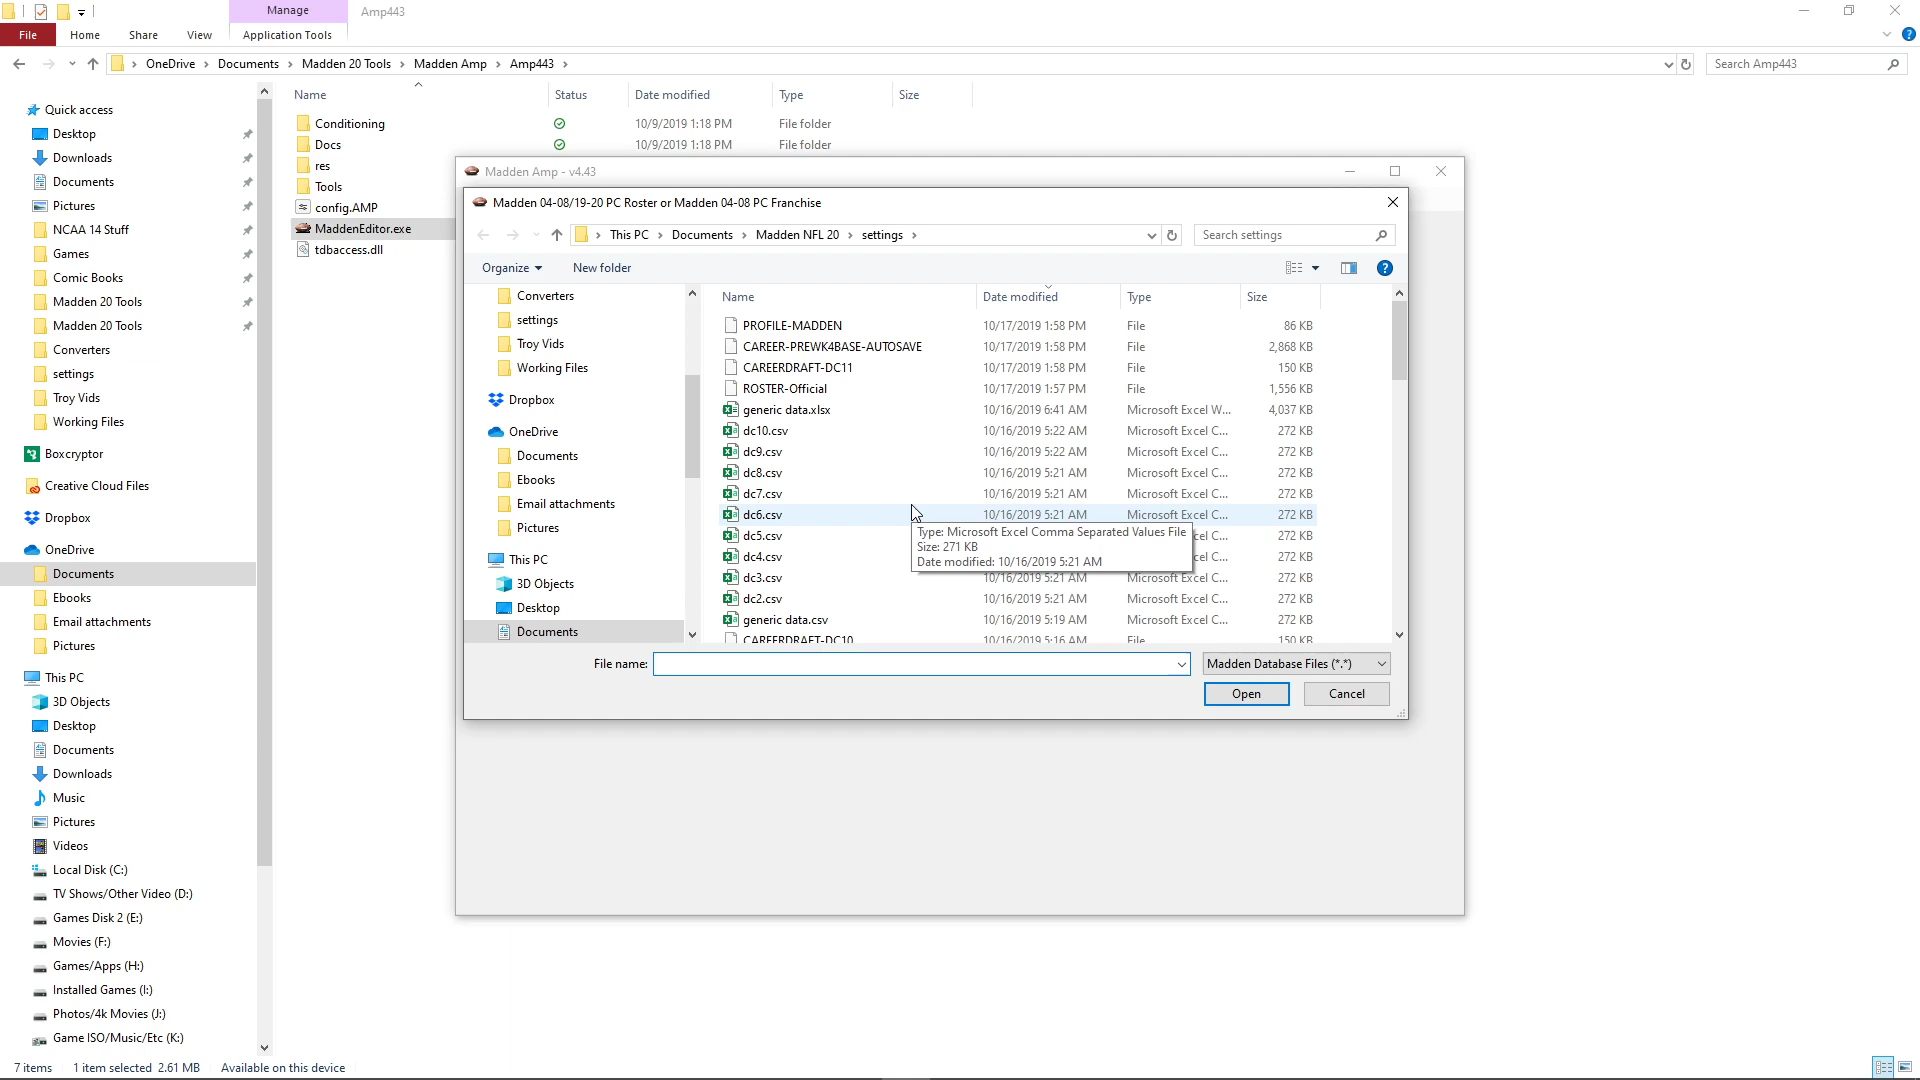 Manage
Amp443
File
Home
Share
View
Application Tools
OneDrive
Documents
Madden 20 Tools
Madden Amp
Amp443
Search Amp443
Quick access
Desktop
Downloads
Documents
Pictures
NCAA 14 Stuff
Games
Comic Books
Madden 20 Tools
Madden 20 Tools
Converters
settings
Troy Vids
Working Files
Boxcryptor
Creative Cloud Files
Dropbox
OneDrive
Documents
Ebooks
Email attachments
Pictures
This PC
3D Objects
Desktop
Documents
Downloads
Music
Pictures
Videos
Local Disk (C:)
TV Shows/Other Video (D:)
Games Disk 2 (E:)
Movies (F:)
Games/Apps (H:)
Installed Games (I:)
Photos/4k Movies (J:)
Game ISO/Music/Etc (K:)
Name Status Date modified Type Size
Conditioning 10/9/2019 1:18 PM File folder
Docs 10/9/2019 1:18 PM File folder
res
Tools
config.AMP
MaddenEditor.exe
tdbaccess.dll
Madden Amp - v4.43
Madden 04-08/19-20 PC Roster or Madden 04-08 PC Franchise
This PC
Documents
Madden NFL 20
settings
Search settings
Organize
New folder
Converters
settings
Troy Vids
Working Files
Dropbox
OneDrive
Documents
Ebooks
Email attachments
Pictures
This PC
3D Objects
Desktop
Documents
Name Date modified Type Size
PROFILE-MADDEN 10/17/2019 1:58 PM File 86 KB
CAREER-PREWK4BASE-AUTOSAVE 10/17/2019 1:58 PM File 2,868 KB
CAREERDRAFT-DC11 10/17/2019 1:58 PM File 150 KB
ROSTER-Official 10/17/2019 1:57 PM File 1,556 KB
generic data.xlsx 10/16/2019 6:41 AM Microsoft Excel W... 4,037 KB
dc10.csv 10/16/2019 5:22 AM Microsoft Excel C... 272 KB
dc9.csv 10/16/2019 5:22 AM Microsoft Excel C... 272 KB
dc8.csv 10/16/2019 5:21 AM Microsoft Excel C... 272 KB
dc7.csv 10/16/2019 5:21 AM Microsoft Excel C... 272 KB
dc6.csv 10/16/2019 5:21 AM Microsoft Excel C... 272 KB
dc5.csv cel C... 272 KB
dc4.csv cel C... 272 KB
dc3.csv 10/16/2019 5:21 AM Microsoft Excel C... 272 KB
dc2.csv 10/16/2019 5:21 AM Microsoft Excel C... 272 KB
generic data.csv 10/16/2019 5:19 AM Microsoft Excel C... 272 KB
CAREERDRAFT-DC10 10/16/2019 5:16 AM File 150 KB
Type: Microsoft Excel Comma Separated Values File
Size: 271 KB
Date modified: 10/16/2019 5:21 AM
File name:
Madden Database Files (*.*)
Open
Cancel
7 items
1 item selected 2.61 MB
Available on this device